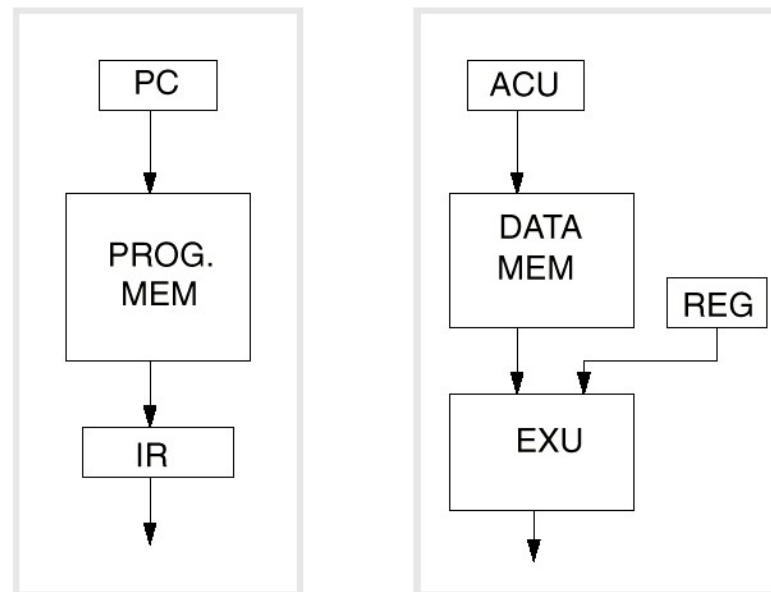 PC
PROG.
MEM
IR
ACU
DATA
MEM
REG
EXU